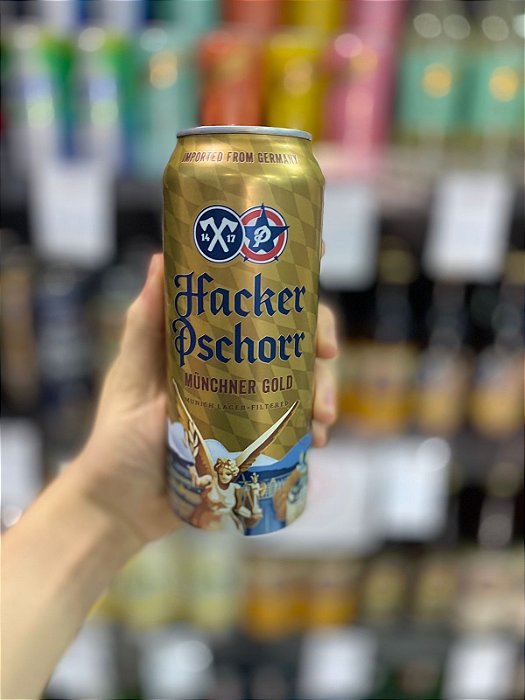 IMPORTED FROM GERMANY
14 17 P
Hacker
Pschorr
MÜNCHNER GOLD
MUNICH LAGER-FILTERED